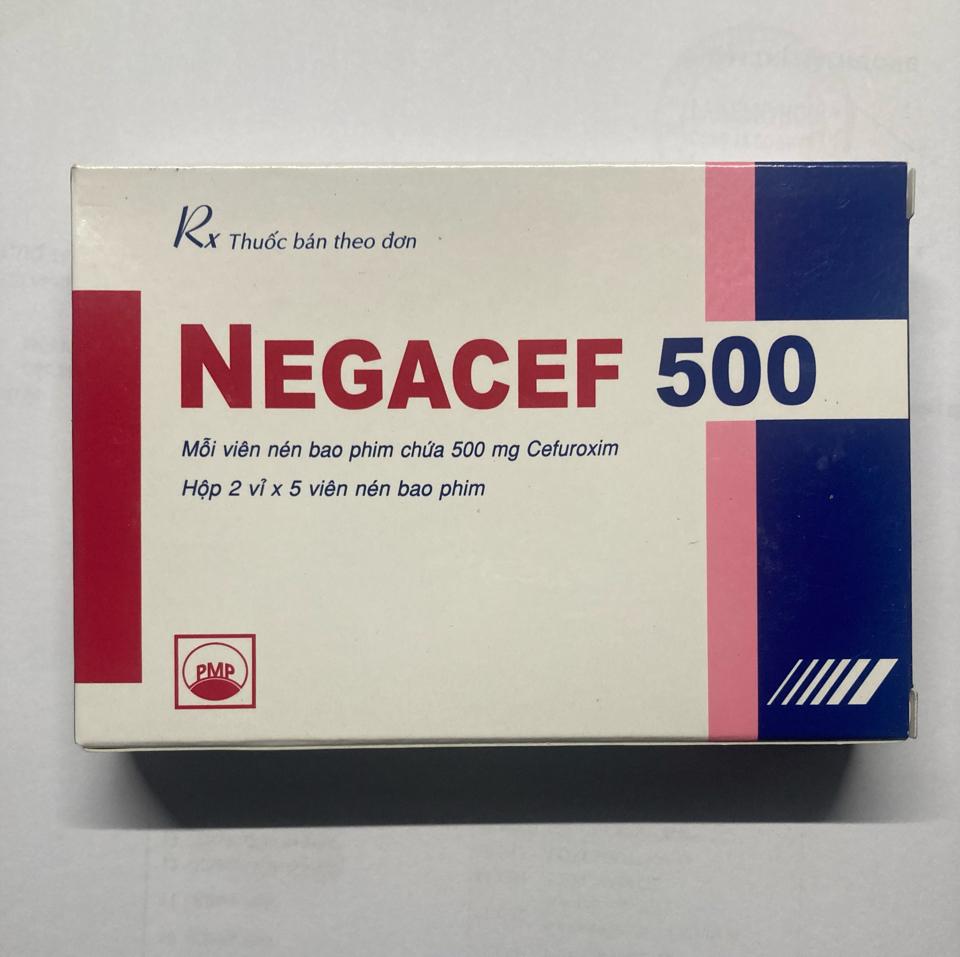 Rx Thuốc bán theo đơn
NEGACEF 500
Mỗi viên nén bao phim chứa 500 mg Cefuroxim
Hộp 2 vỉ x 5 viên nén bao phim
PMP